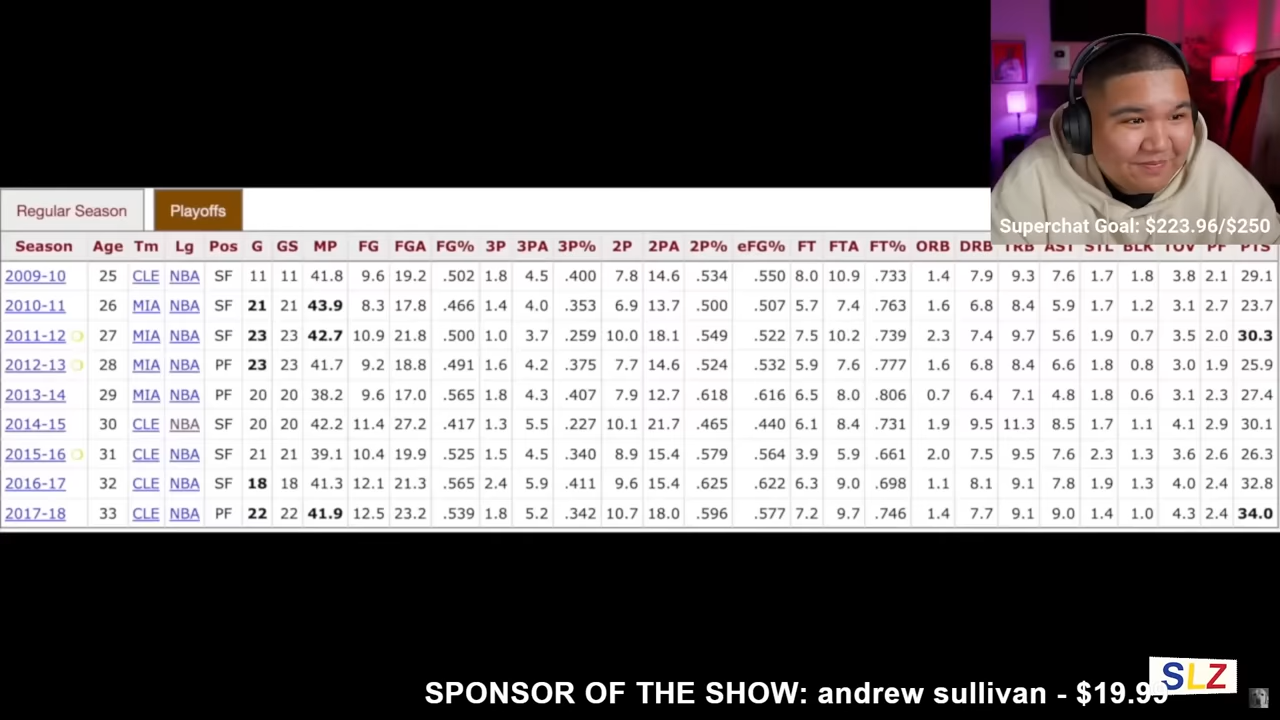 Superchat Goal: $223.96/$250
Regular Season Playoffs
Season Age Tm Lg Pos G GS MP FG FGA FG% 3P 3PA 3P% 2P 2PA 2P% eFG% FT FTA FT% ORB DRB TRB AST STL BLK TOV PF PTS
2009-10 25 CLE NBA SF 11 11 41.8 9.6 19.2 .502 1.8 4.5 .400 7.8 14.6 .534 .550 8.0 10.9 .733 1.4 7.9 9.3 7.6 1.7 1.8 3.8 2.1 29.1
2010-11 26 MIA NBA SF 21 21 43.9 8.3 17.8 .466 1.4 4.0 .353 6.9 13.7 .500 .507 5.7 7.4 .763 1.6 6.8 8.4 5.9 1.7 1.2 3.1 2.7 23.7
2011-12 27 MIA NBA SF 23 23 42.7 10.9 21.8 .500 1.0 3.7 .259 10.0 18.1 .549 .522 7.5 10.2 .739 2.3 7.4 9.7 5.6 1.9 0.7 3.5 2.0 30.3
2012-13 28 MIA NBA PF 23 23 41.7 9.2 18.8 .491 1.6 4.2 .375 7.7 14.6 .524 .532 5.9 7.6 .777 1.6 6.8 8.4 6.6 1.8 0.8 3.0 1.9 25.9
2013-14 29 MIA NBA PF 20 20 38.2 9.6 17.0 .565 1.8 4.3 .407 7.9 12.7 .618 .616 6.5 8.0 .806 0.7 6.4 7.1 4.8 1.8 0.6 3.1 2.3 27.4
2014-15 30 CLE NBA SF 20 20 42.2 11.4 27.2 .417 1.3 5.5 .227 10.1 21.7 .465 .440 6.1 8.4 .731 1.9 9.5 11.3 8.5 1.7 1.1 4.1 2.9 30.1
2015-16 31 CLE NBA SF 21 21 39.1 10.4 19.9 .525 1.5 4.5 .340 8.9 15.4 .579 .564 3.9 5.9 .661 2.0 7.5 9.5 7.6 2.3 1.3 3.6 2.6 26.3
2016-17 32 CLE NBA SF 18 18 41.3 12.1 21.3 .565 2.4 5.9 .411 9.6 15.4 .625 .622 6.3 9.0 .698 1.1 8.1 9.1 7.8 1.9 1.3 4.0 2.4 32.8
2017-18 33 CLE NBA PF 22 22 41.9 12.5 23.2 .539 1.8 5.2 .342 10.7 18.0 .596 .577 7.2 9.7 .746 1.4 7.7 9.1 9.0 1.4 1.0 4.3 2.4 34.0
SPONSOR OF THE SHOW: andrew sullivan - $19.99
SLZ